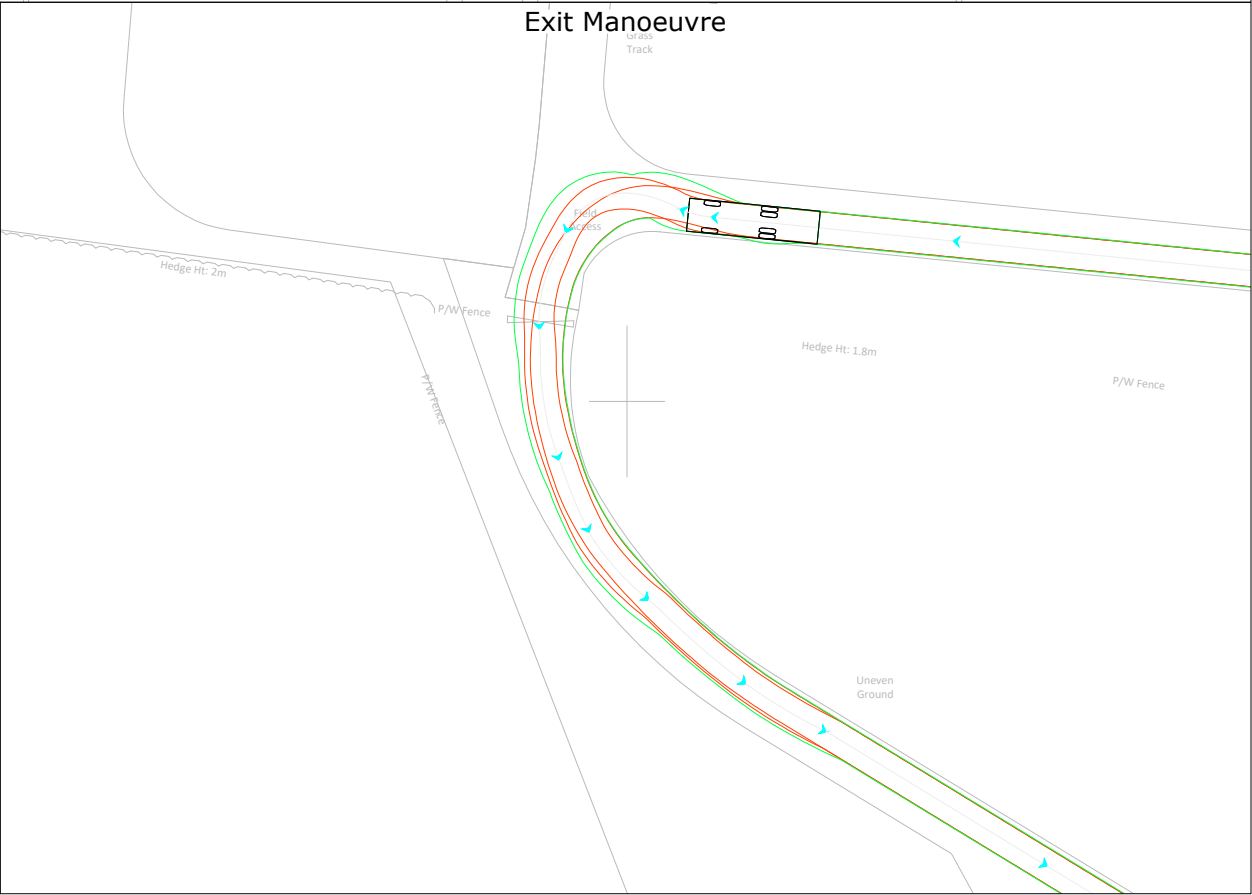 Exit Manoeuvre
Grass
Track
Field
Access
Hedge Ht: 2m
P/W Fence
Hedge Ht: 1.8m
P/W Fence
P/W Fence
Uneven
Ground